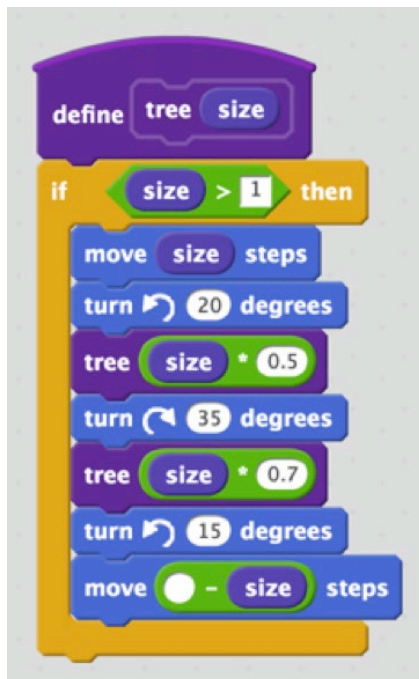 define tree size
if size > 1 then
move size steps
turn 20 degrees
tree size * 0.5
turn 35 degrees
tree size * 0.7
turn 15 degrees
move - size steps